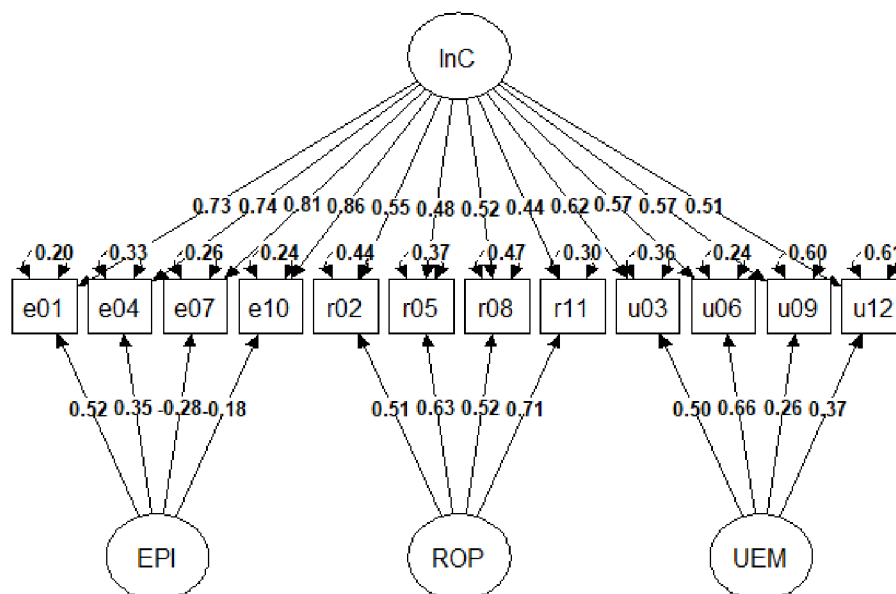 InC
0.73 0.74 0.81 0.86 0.55 0.48 0.52 0.44 0.62 0.57 0.57 0.51
0.20 0.33 0.26 0.24 0.44 0.37 0.47 0.30 0.36 0.24 0.60 0.61
e01 e04 e07 e10 r02 r05 r08 r11 u03 u06 u09 u12
0.52 0.35 -0.28 -0.18 0.51 0.63 0.52 0.71 0.50 0.66 0.26 0.37
EPI ROP UEM